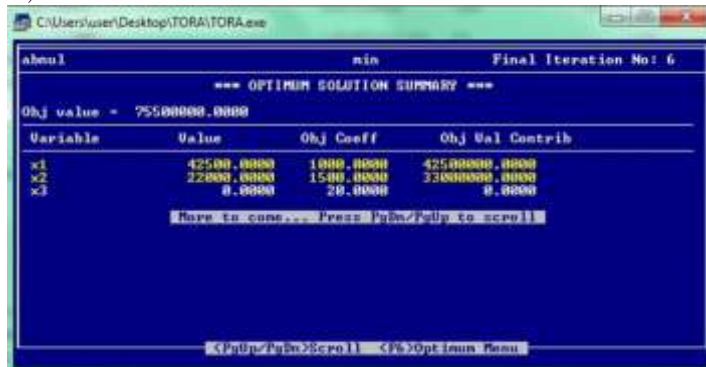 C:\Users\user\Desktop\TORA\TORA.exe
abnul min Final Iteration No: 6
*** OPTIMUM SOLUTION SUMMARY ***
Obj value = 75500000.0000
Variable Value Obj Coeff Obj Val Contrib
x1 42500.0000 1000.0000 42500000.0000
x2 22000.0000 1500.0000 33000000.0000
x3 0.0000 20.0000 0.0000
More to come... Press PgDn/PgUp to scroll
<PgUp/PgDn>Scroll <F6>Optimum Menu